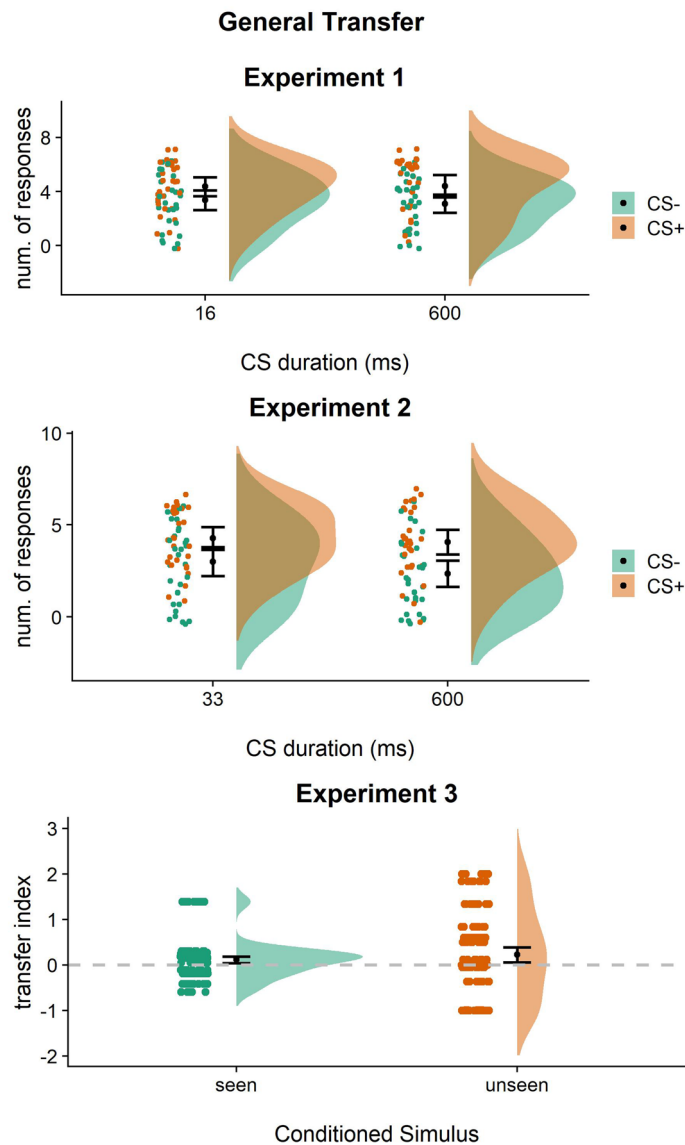 General Transfer
Experiment 1
num. of responses
8
4
0
16
600
CS duration (ms)
CS-
CS+
Experiment 2
num. of responses
10
5
0
33
600
CS duration (ms)
CS-
CS+
Experiment 3
transfer index
3
2
1
0
-1
-2
seen
unseen
Conditioned Simulus